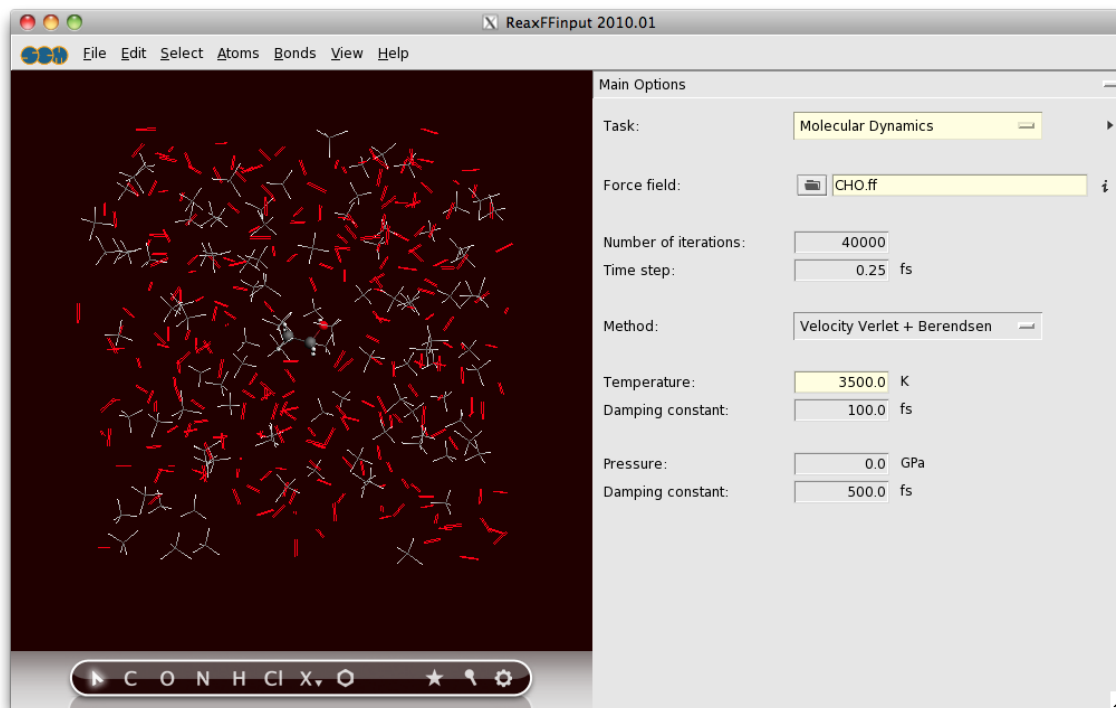 X ReaxFFinput 2010.01
SCM File Edit Select Atoms Bonds View Help
Main Options
Task: Molecular Dynamics
Force field: CHO.ff i
Number of iterations: 40000
Time step: 0.25 fs
Method: Velocity Verlet + Berendsen
Temperature: 3500.0 K
Damping constant: 100.0 fs
Pressure: 0.0 GPa
Damping constant: 500.0 fs
C O N H Cl X